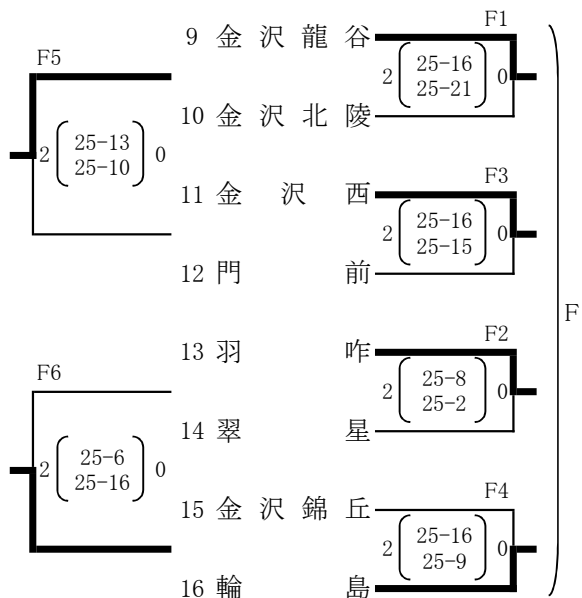 F1
9 金沢龍谷
F5
2 25-16 0
25-21
10 金沢北陵
2 25-13 0
25-10
11 金沢西
F3
2 25-16 0
25-15
12 門前
F
13 羽咋
F2
F6
2 25-8 0
25-2
14 翠星
2 25-6 0
25-16
15 金沢錦丘
F4
2 25-16 0
25-9
16 輪島